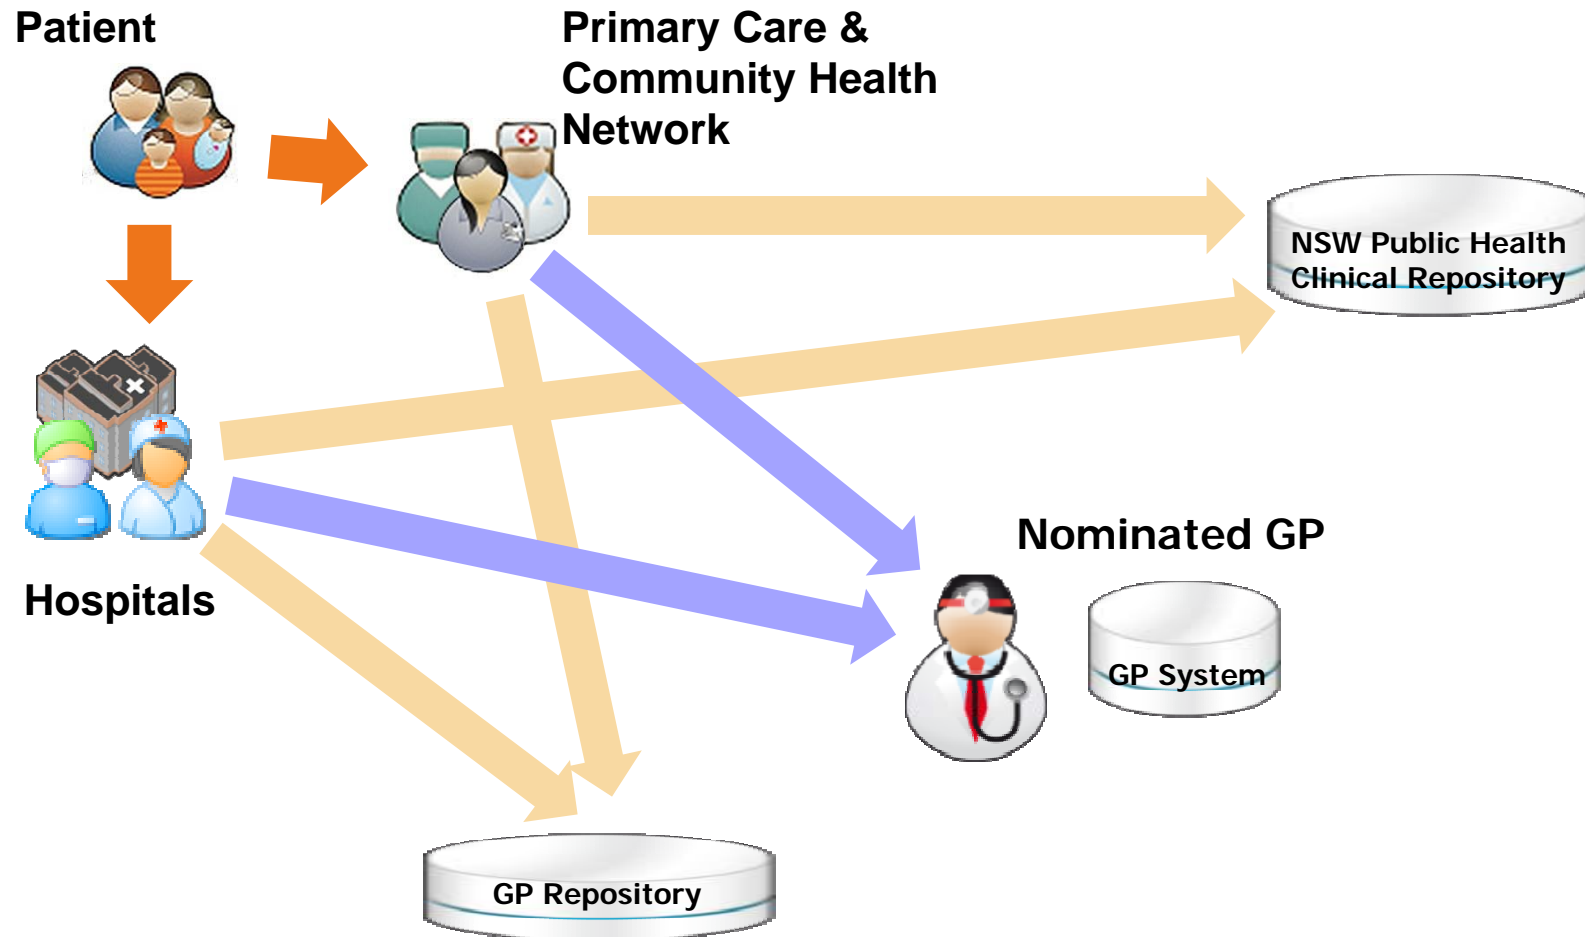 Patient
Primary Care &
Community Health
Network
NSW Public Health
Clinical Repository
Hospitals
Nominated GP
GP System
GP Repository